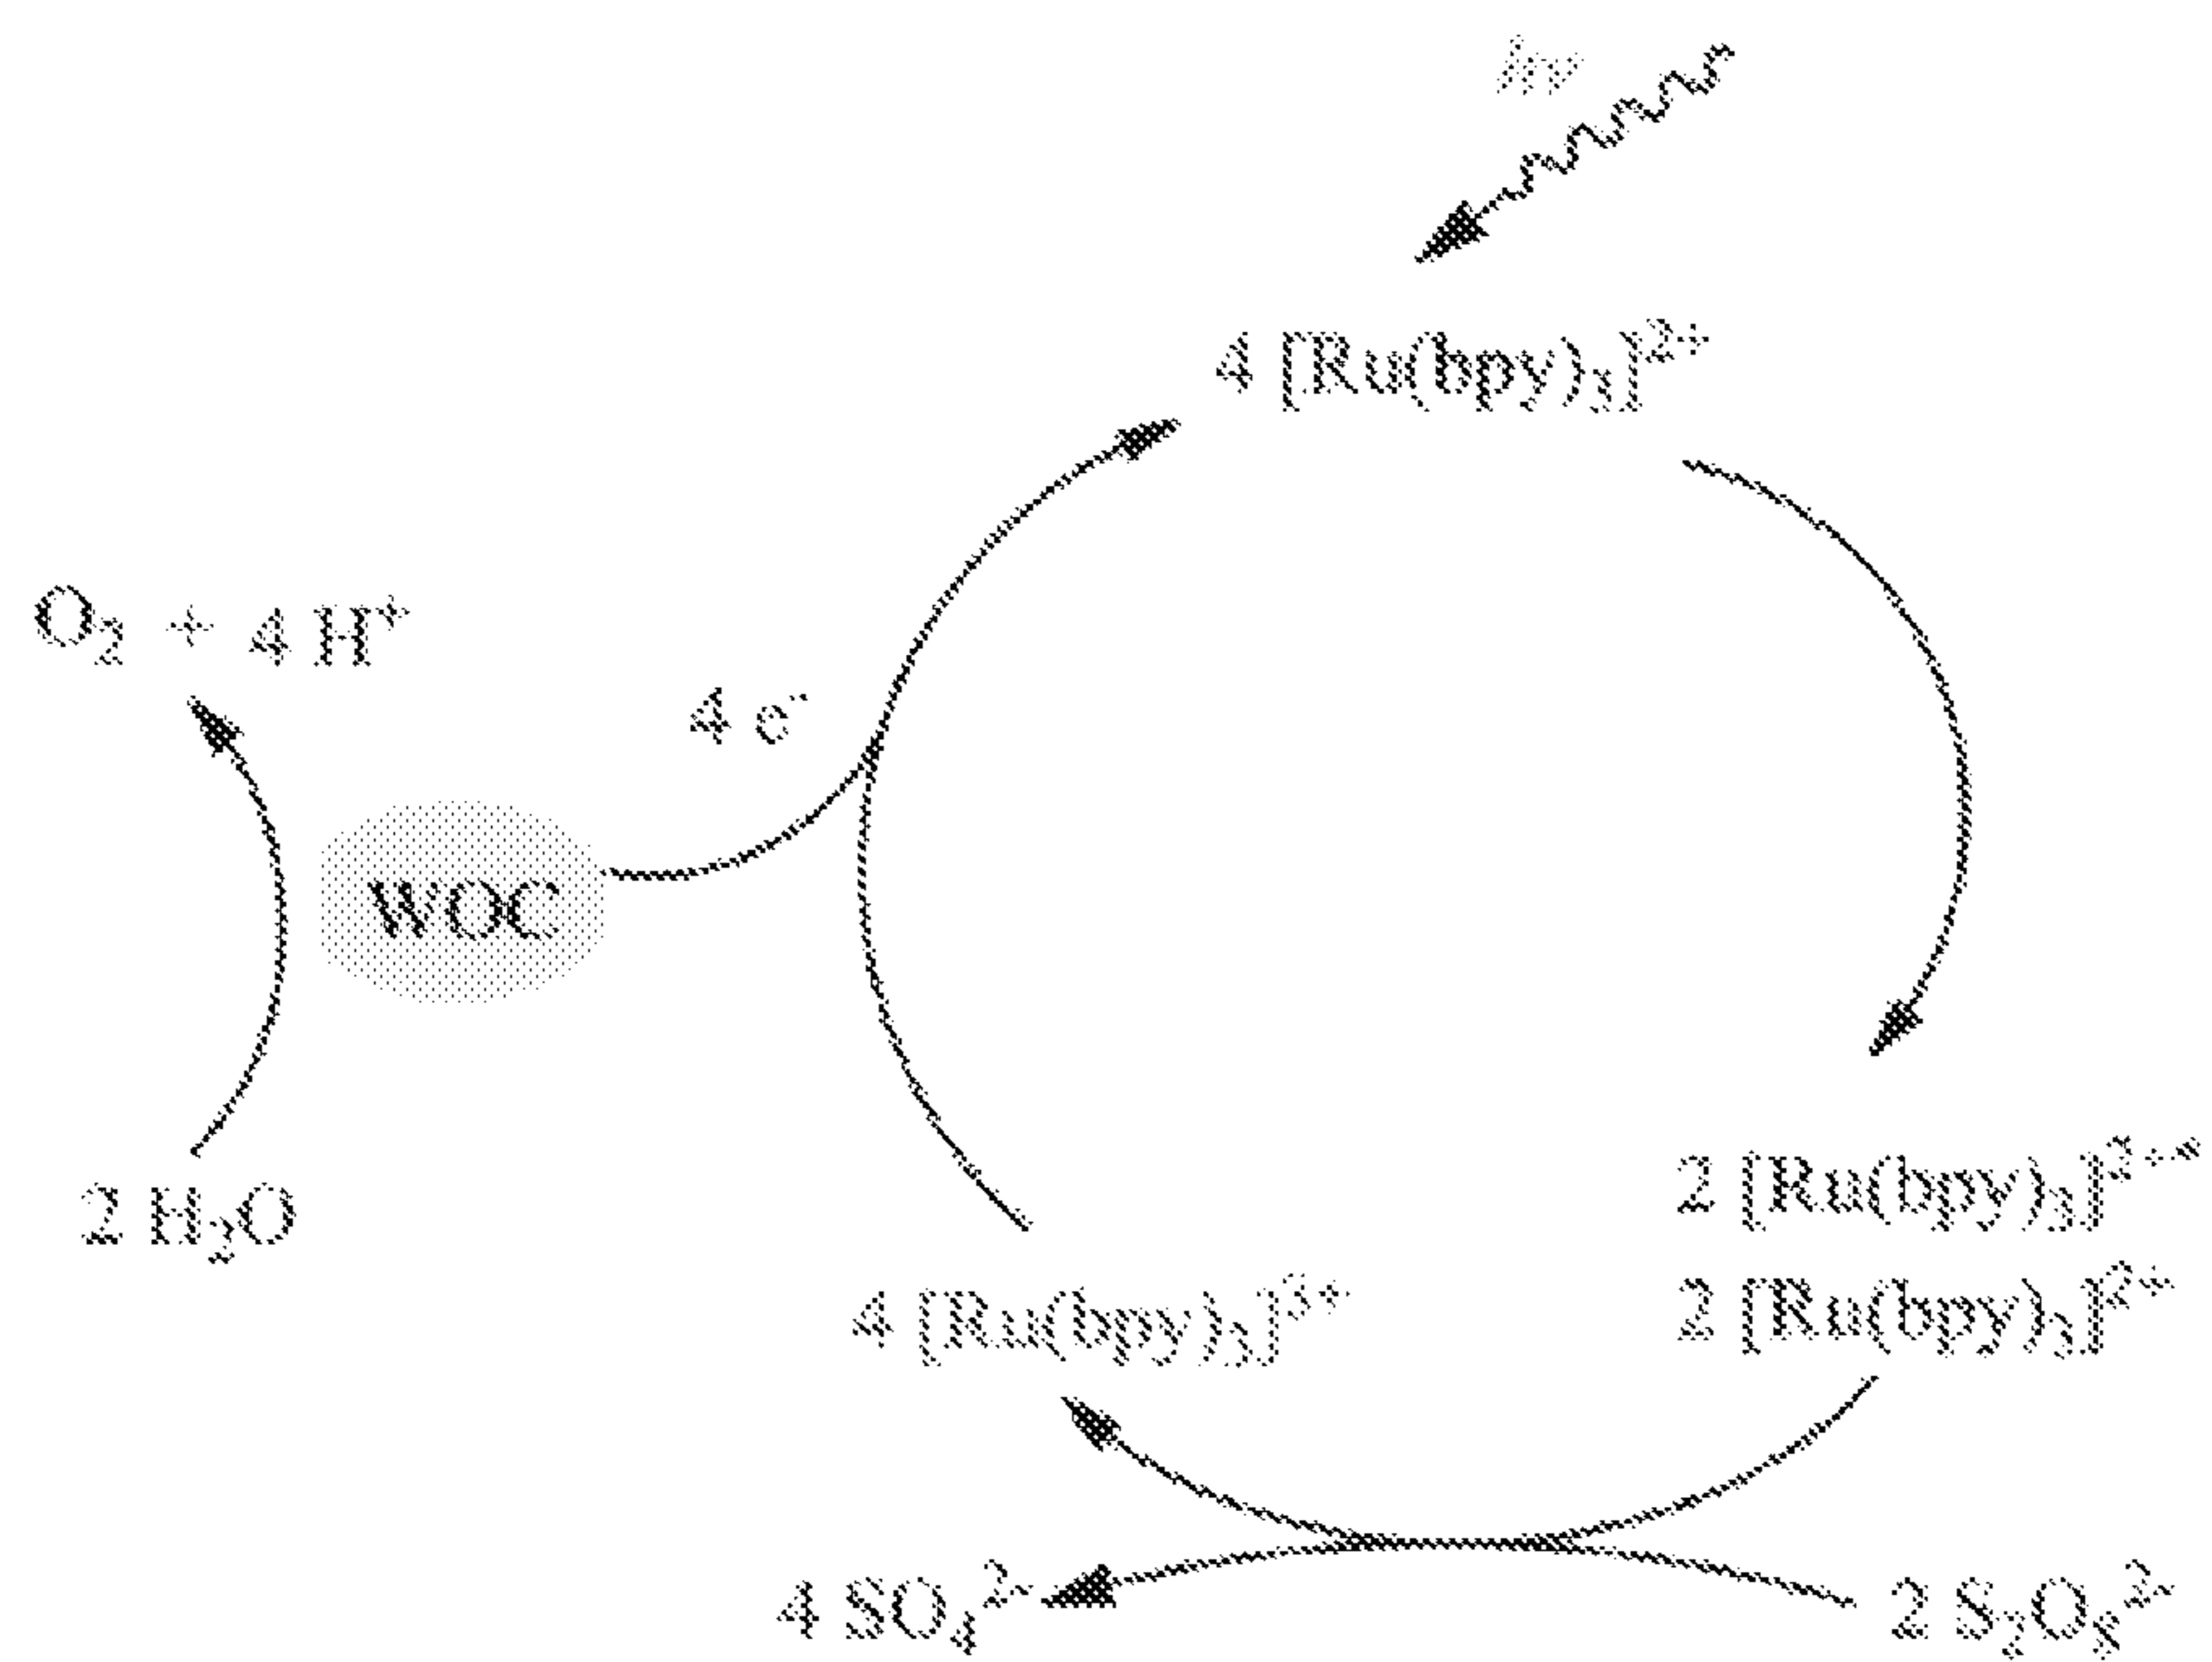 hν
4 [Ru(bpy)₃]²⁺
O₂ + 4 H⁺
4 e⁻
WOC
2 H₂O
2 [Ru(bpy)₃]²⁺*
2 [Ru(bpy)₃]²⁺
4 [Ru(bpy)₃]³⁺
4 SO₄²⁻
2 S₂O₈²⁻